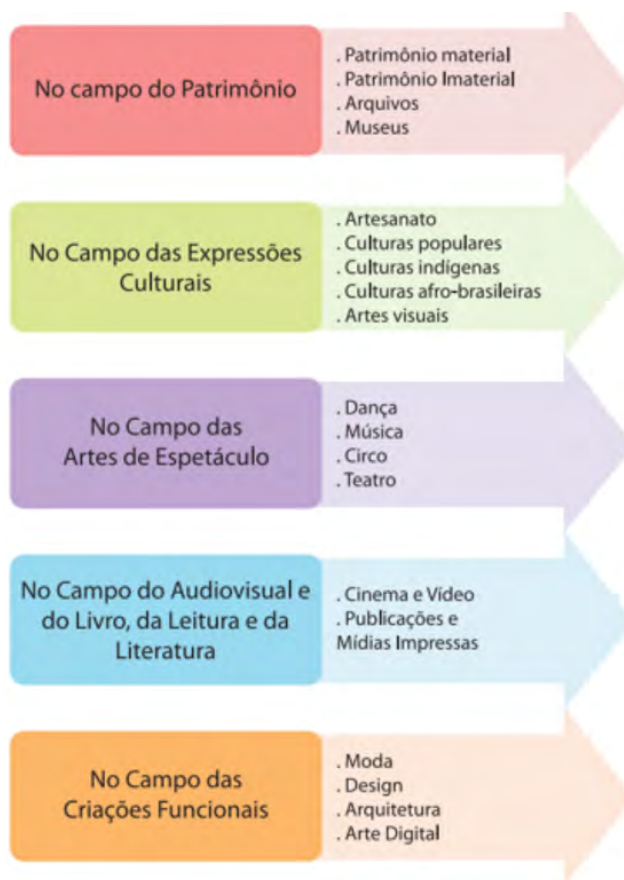 No campo do Patrimônio
. Patrimônio material
. Patrimônio Imaterial
. Arquivos
. Museus
No Campo das Expressões
Culturais
. Artesanato
. Culturas populares
. Culturas indígenas
. Culturas afro-brasileiras
. Artes visuais
No Campo das
Artes de Espetáculo
. Dança
. Música
. Circo
. Teatro
No Campo do Audiovisual e
do Livro, da Leitura e da
Literatura
. Cinema e Vídeo
. Publicações e
Mídias Impressas
No Campo das
Criações Funcionais
. Moda
. Design
. Arquitetura
. Arte Digital